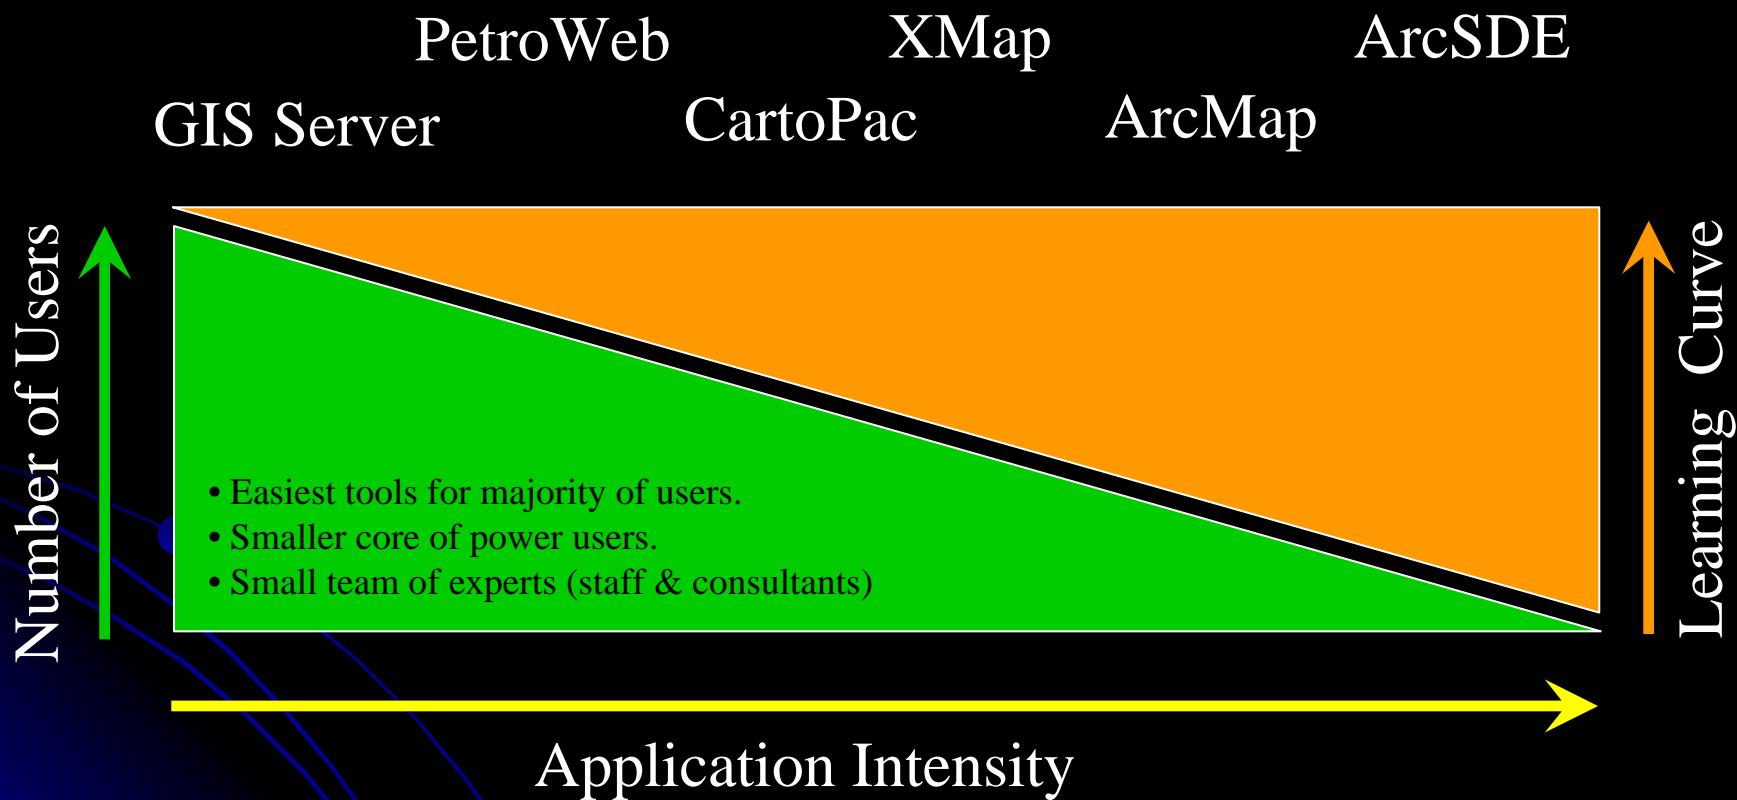 PetroWeb XMap ArcSDE
GIS Server CartoPac ArcMap
Number of Users
Learning Curve
• Easiest tools for majority of users.
• Smaller core of power users.
• Small team of experts (staff & consultants)
Application Intensity